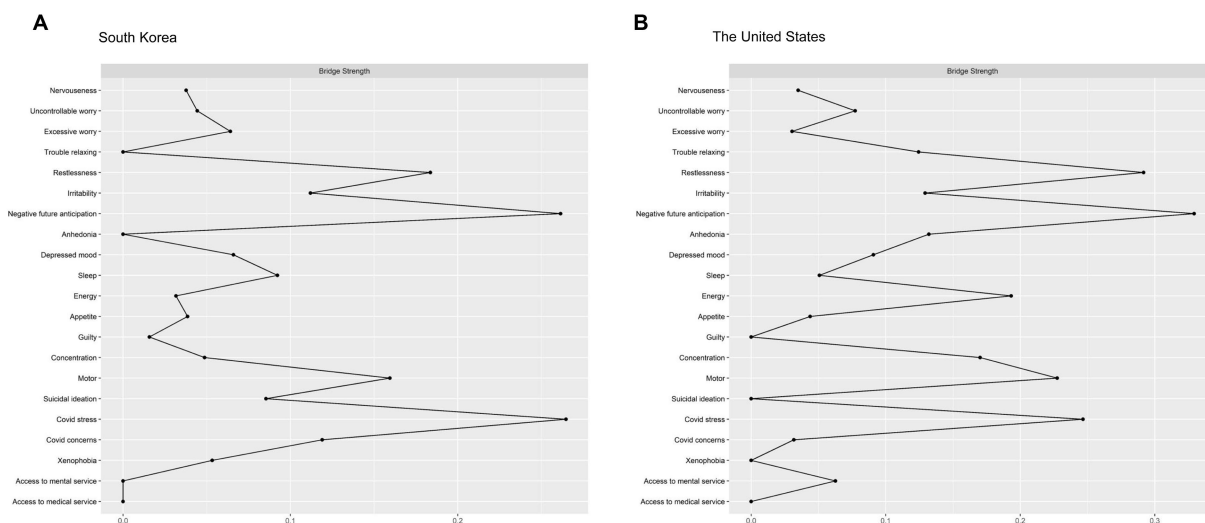 A
South Korea
Bridge Strength
Nervouseness
Uncontrollable worry
Excessive worry
Trouble relaxing
Restlessness
Irritability
Negative future anticipation
Anhedonia
Depressed mood
Sleep
Energy
Appetite
Guilty
Concentration
Motor
Suicidal ideation
Covid stress
Covid concerns
Xenophobia
Access to mental service
Access to medical service
0.0 0.1 0.2
B
The United States
Bridge Strength
Nervouseness
Uncontrollable worry
Excessive worry
Trouble relaxing
Restlessness
Irritability
Negative future anticipation
Anhedonia
Depressed mood
Sleep
Energy
Appetite
Guilty
Concentration
Motor
Suicidal ideation
Covid stress
Covid concerns
Xenophobia
Access to mental service
Access to medical service
0.0 0.1 0.2 0.3